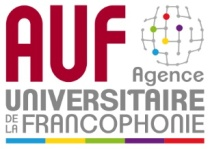 AUF
Agence
UNIVERSITAIRE
DE LA FRANCOPHONIE